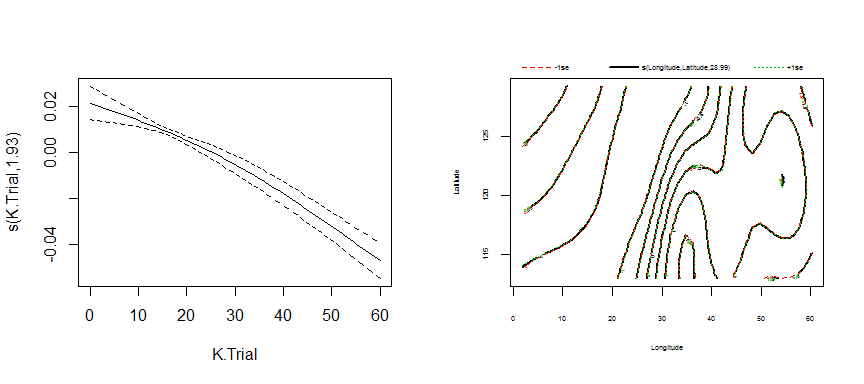 s(K.Trial,1.93)
0.02
0.00
-0.04
0 10 20 30 40 50 60
K.Trial
-1se s(Longitude,Latitude,28.99) +1se
Latitude
125
120
115
0 10 20 30 40 50 60
Longitude